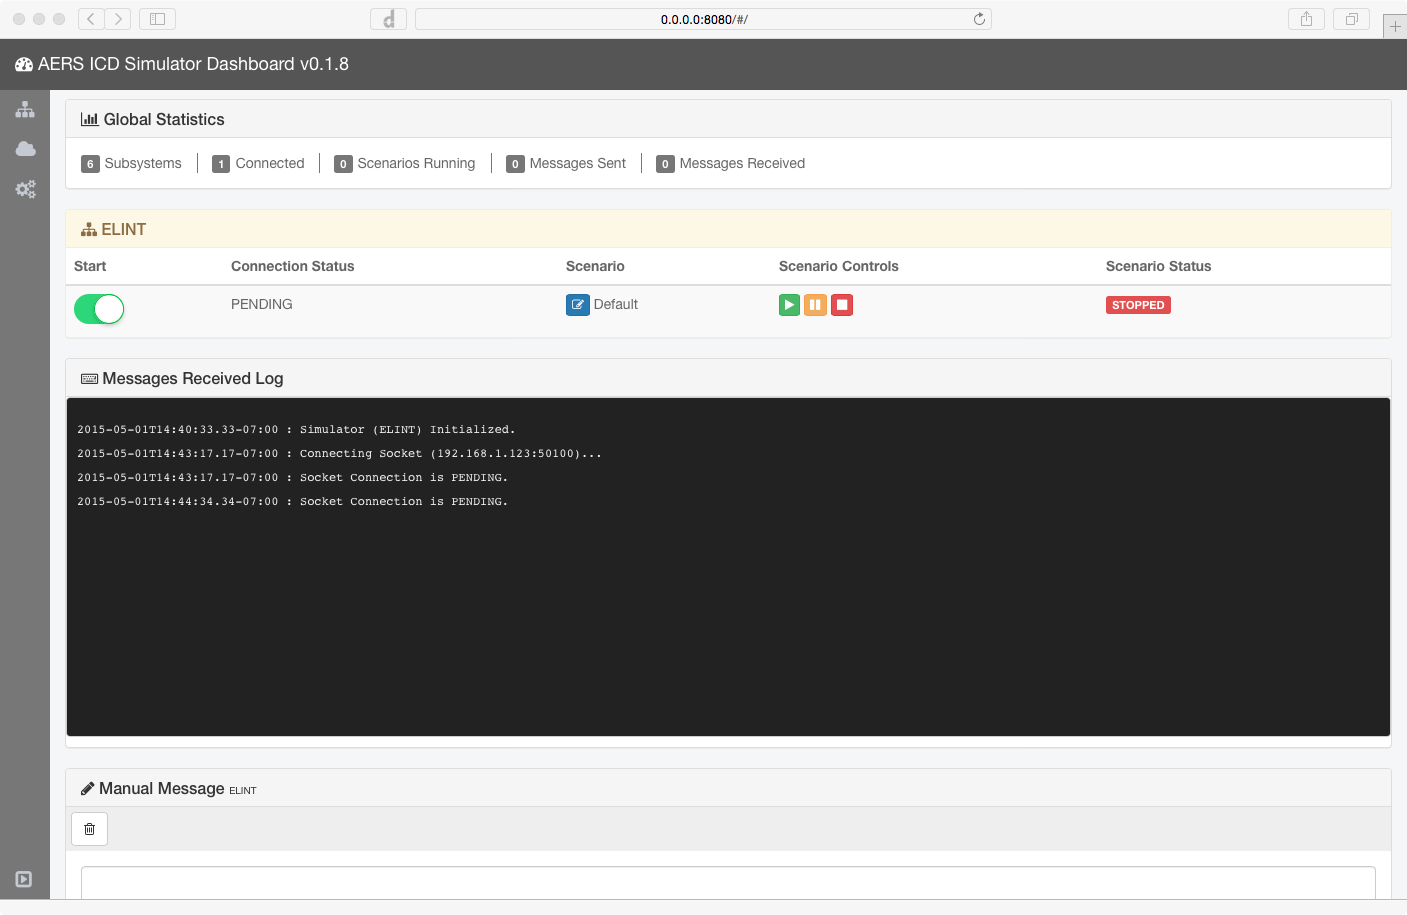 0.0.0.0:8080/#/
AERS ICD Simulator Dashboard v0.1.8
Global Statistics
6 Subsystems 1 Connected 0 Scenarios Running 0 Messages Sent 0 Messages Received
ELINT
Start Connection Status Scenario Scenario Controls Scenario Status
PENDING Default STOPPED
Messages Received Log
2015-05-01T14:40:33.33-07:00 : Simulator (ELINT) Initialized.
2015-05-01T14:43:17.17-07:00 : Connecting Socket (192.168.1.123:50100)...
2015-05-01T14:43:17.17-07:00 : Socket Connection is PENDING.
2015-05-01T14:44:34.34-07:00 : Socket Connection is PENDING.
Manual Message ELINT